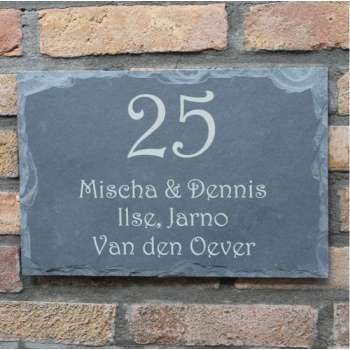 25
Mischa & Dennis
Ilse, Jarno
Van den Oever